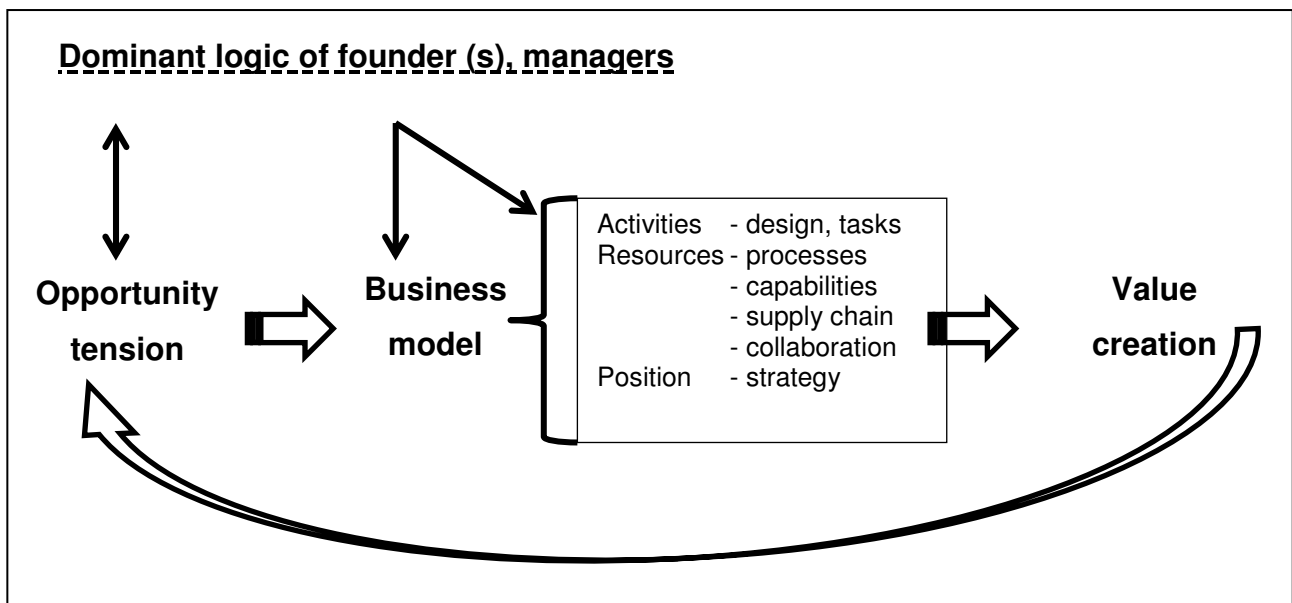 Dominant logic of founder (s), managers
Opportunity
tension
Business
model
Activities - design, tasks
Resources - processes
- capabilities
- supply chain
- collaboration
Position - strategy
Value
creation